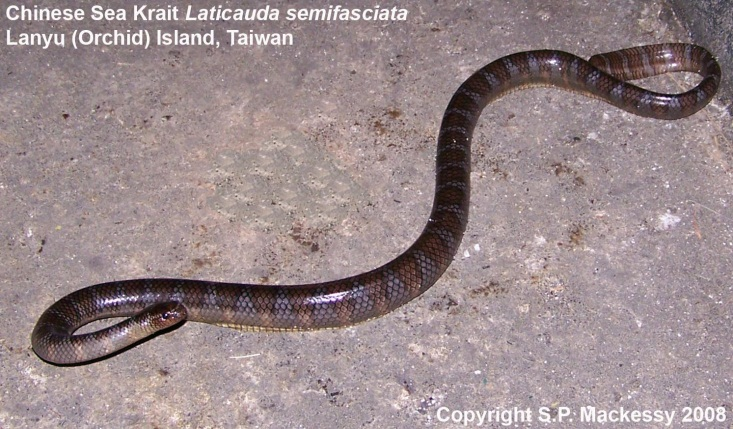 Chinese Sea Krait Laticauda semifasciata
Lanyu (Orchid) Island, Taiwan
Copyright S.P. Mackessy 2008